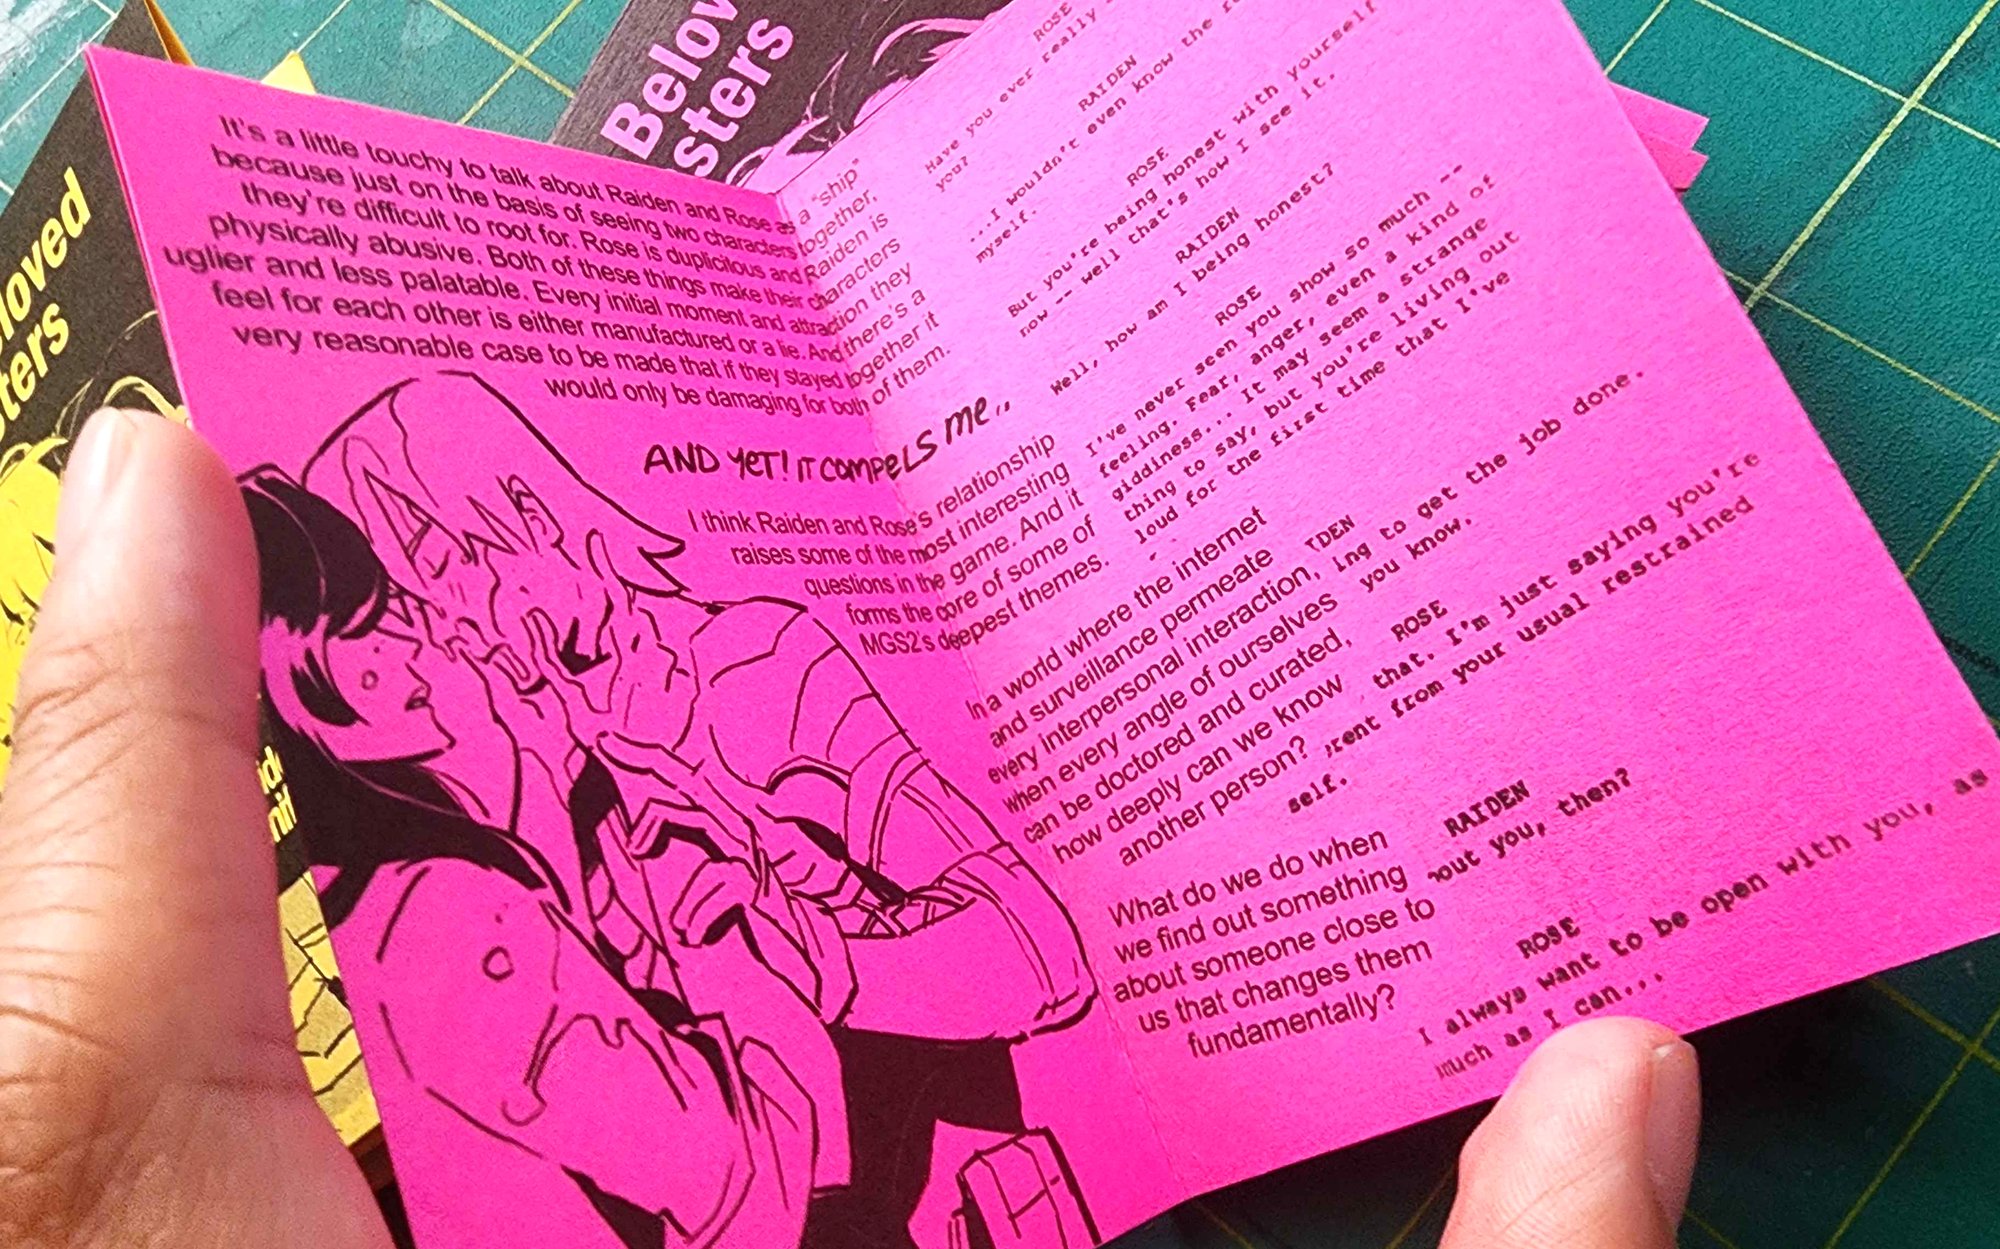 Belov
sters
loved
ters
It's a little touchy to talk about Raiden and Rose as a "ship"
because just on the basis of seeing two characters together,
they're difficult to root for. Rose is duplicitous and Raiden is
physically abusive. Both of these things make their characters
uglier and less palatable. Every initial moment and attraction they
feel for each other is either manufactured or a lie. And there's a
very reasonable case to be made that if they stayed together it
would only be damaging for both of them.
AND YET! IT COMPELS ME..
I think Raiden and Rose's relationship
raises some of the most interesting
questions in the game. And it
forms the core of some of
MGS2's deepest themes.
In a world where the internet
and surveillance permeate
every interpersonal interaction,
when every angle of ourselves
can be doctored and curated,
how deeply can we know
another person?
What do we do when
we find out something
about someone close to
us that changes them
fundamentally?
ROSE
Have you ever really
you?
RAIDEN
...I wouldn't even know the
myself.
ROSE
But you're being honest with yourself
now -- well that's how I see it.
RAIDEN
Well, how am I being honest?
ROSE
I've never seen you show so much --
feeling. Fear, anger, even a kind of
giddiness... It may seem a strange
thing to say, but you're living out
loud for the first time that I've
IDEN
ing to get the job done.
you know.
ROSE
that. I'm just saying you're
rent from your usual restrained
self.
RAIDEN
out you, then?
ROSE
I always want to be open with you, as
much as I can...